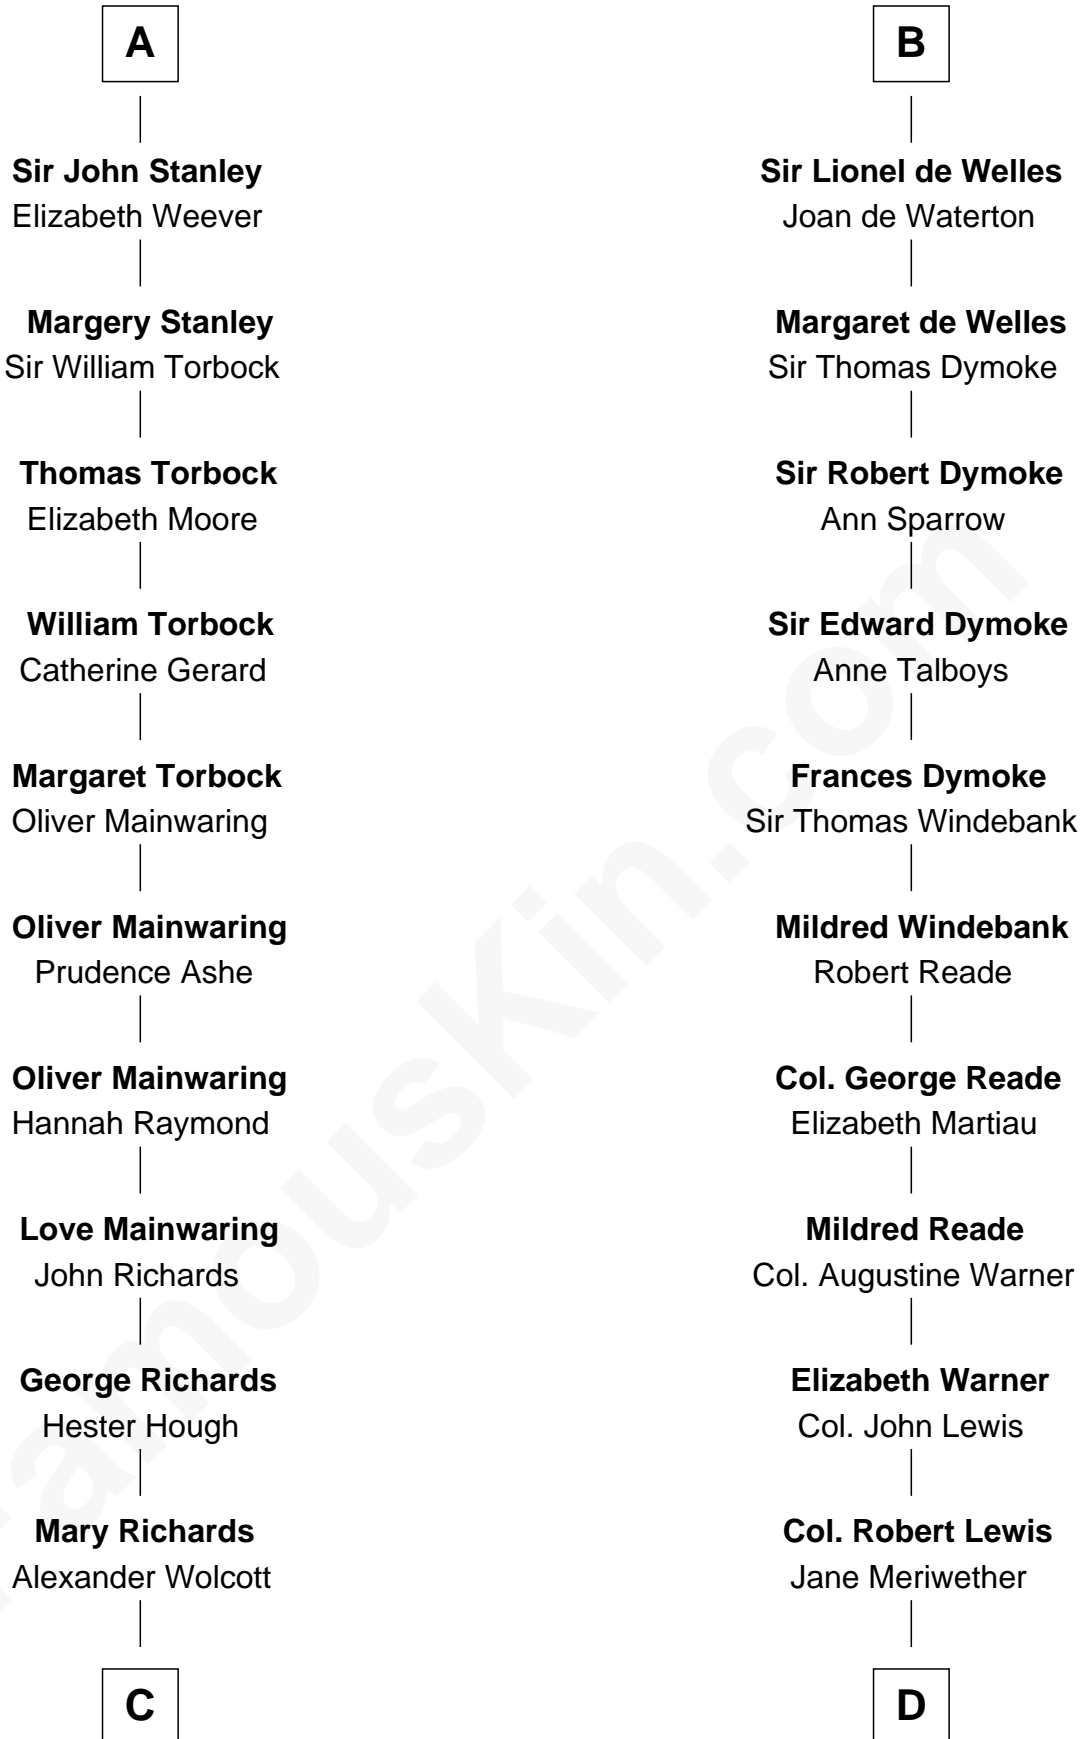 A
Sir John Stanley
Elizabeth Weever
Margery Stanley
Sir William Torbock
Thomas Torbock
Elizabeth Moore
William Torbock
Catherine Gerard
Margaret Torbock
Oliver Mainwaring
Oliver Mainwaring
Prudence Ashe
Oliver Mainwaring
Hannah Raymond
Love Mainwaring
John Richards
George Richards
Hester Hough
Mary Richards
Alexander Wolcott
C
B
Sir Lionel de Welles
Joan de Waterton
Margaret de Welles
Sir Thomas Dymoke
Sir Robert Dymoke
Ann Sparrow
Sir Edward Dymoke
Anne Talboys
Frances Dymoke
Sir Thomas Windebank
Mildred Windebank
Robert Reade
Col. George Reade
Elizabeth Martiau
Mildred Reade
Col. Augustine Warner
Elizabeth Warner
Col. John Lewis
Col. Robert Lewis
Jane Meriwether
D
FamousKin.com